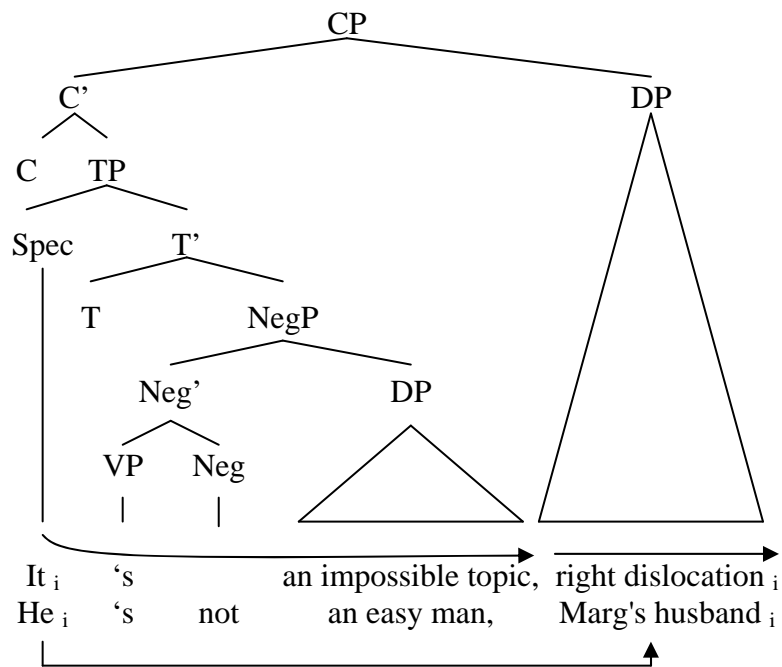 CP
C’ DP
C TP
Spec T’
T NegP
Neg’ DP
VP Neg
It i ‘s an impossible topic, right dislocation i
He i ‘s not an easy man, Marg's husband i